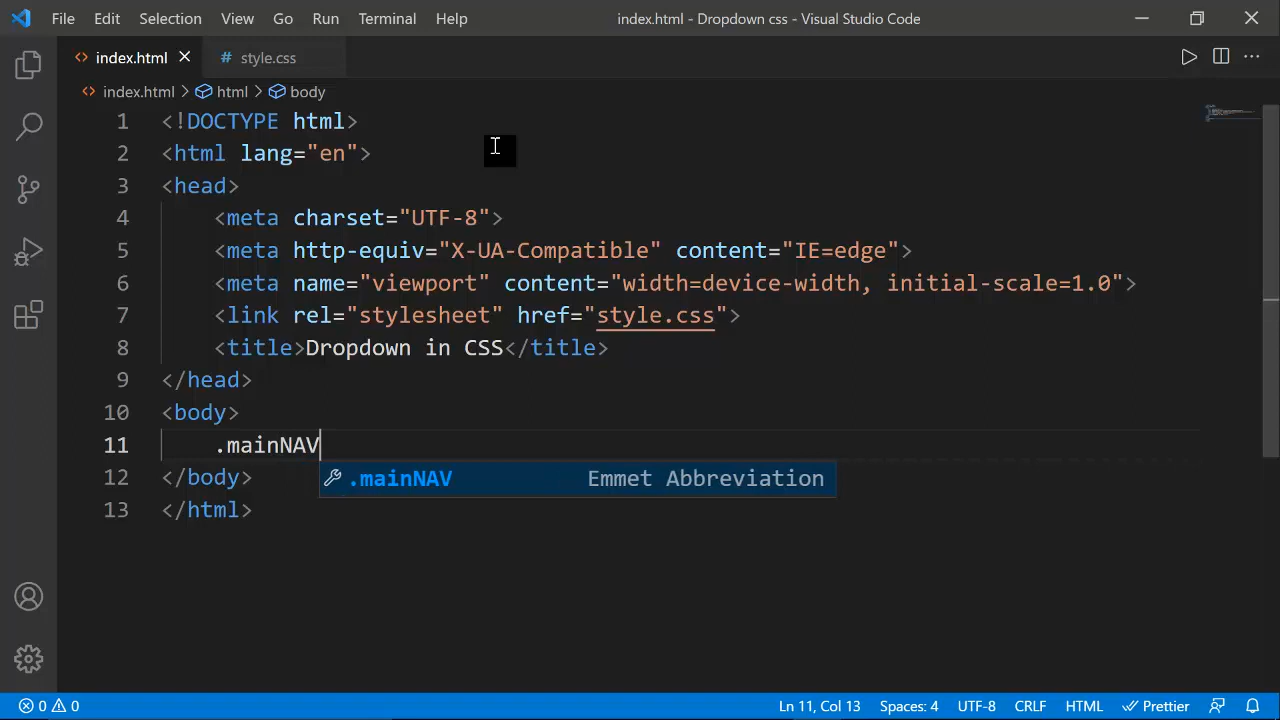 File Edit Selection View Go Run Terminal Help index.html - Dropdown css - Visual Studio Code
index.html # style.css
index.html > html > body
1 <!DOCTYPE html>
2 <html lang="en">
3 <head>
4 <meta charset="UTF-8">
5 <meta http-equiv="X-UA-Compatible" content="IE=edge">
6 <meta name="viewport" content="width=device-width, initial-scale=1.0">
7 <link rel="stylesheet" href="style.css">
8 <title>Dropdown in CSS</title>
9 </head>
10 <body>
11 .mainNAV
.mainNAV Emmet Abbreviation
12 </body>
13 </html>
0 0 Ln 11, Col 13 Spaces: 4 UTF-8 CRLF HTML Prettier